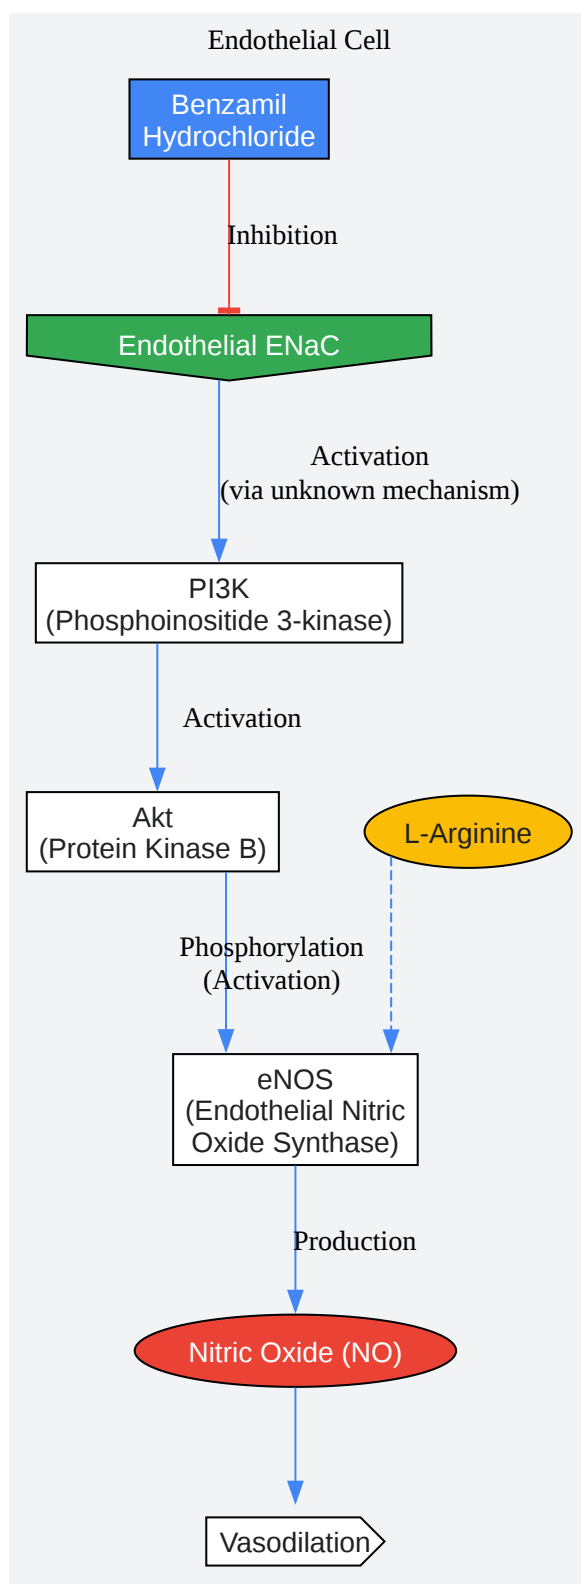 Endothelial Cell
Benzamil
Hydrochloride
Inhibition
Endothelial ENaC
Activation
(via unknown mechanism)
PI3K
(Phosphoinositide 3-kinase)
Activation
Akt
(Protein Kinase B)
L-Arginine
Phosphorylation
(Activation)
eNOS
(Endothelial Nitric
Oxide Synthase)
Production
Nitric Oxide (NO)
Vasodilation